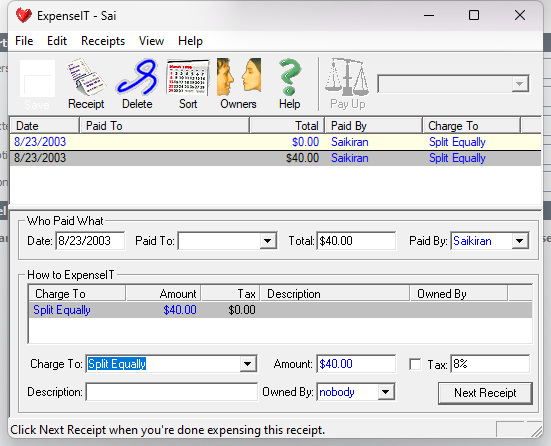 ExpenseIT - Sai
File Edit Receipts View Help
Save Receipt Delete Sort Owners Help Pay Up
Date Paid To Total Paid By Charge To
8/23/2003 $0.00 Saikiran Split Equally
8/23/2003 $40.00 Saikiran Split Equally
Who Paid What
Date: 8/23/2003 Paid To: Total: $40.00 Paid By: Saikiran
How to ExpenseIT
Charge To Amount Tax Description Owned By
Split Equally $40.00 $0.00
Charge To: Split Equally Amount: $40.00 Tax: 8%
Description: Owned By: nobody Next Receipt
Click Next Receipt when you're done expensing this receipt.